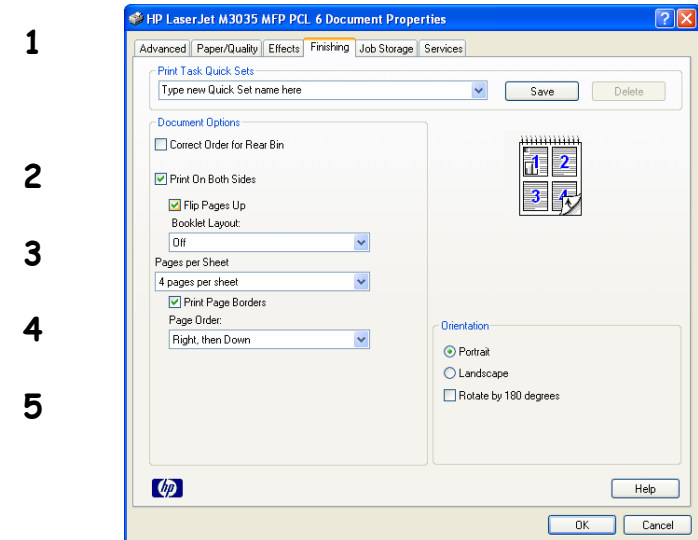 HP LaserJet M3035 MFP PCL 6 Document Properties
1
Advanced Paper/Quality Effects Finishing Job Storage Services
Print Task Quick Sets
Type new Quick Set name here Save Delete
Document Options
Correct Order for Rear Bin
1 2
2 Print On Both Sides
3 4
Flip Pages Up
Booklet Layout:
3 Off
Pages per Sheet
4 pages per sheet
Print Page Borders
4 Page Order:
Orientation
Right, then Down
Portrait
Landscape
5 Rotate by 180 degrees
hp Help
OK Cancel